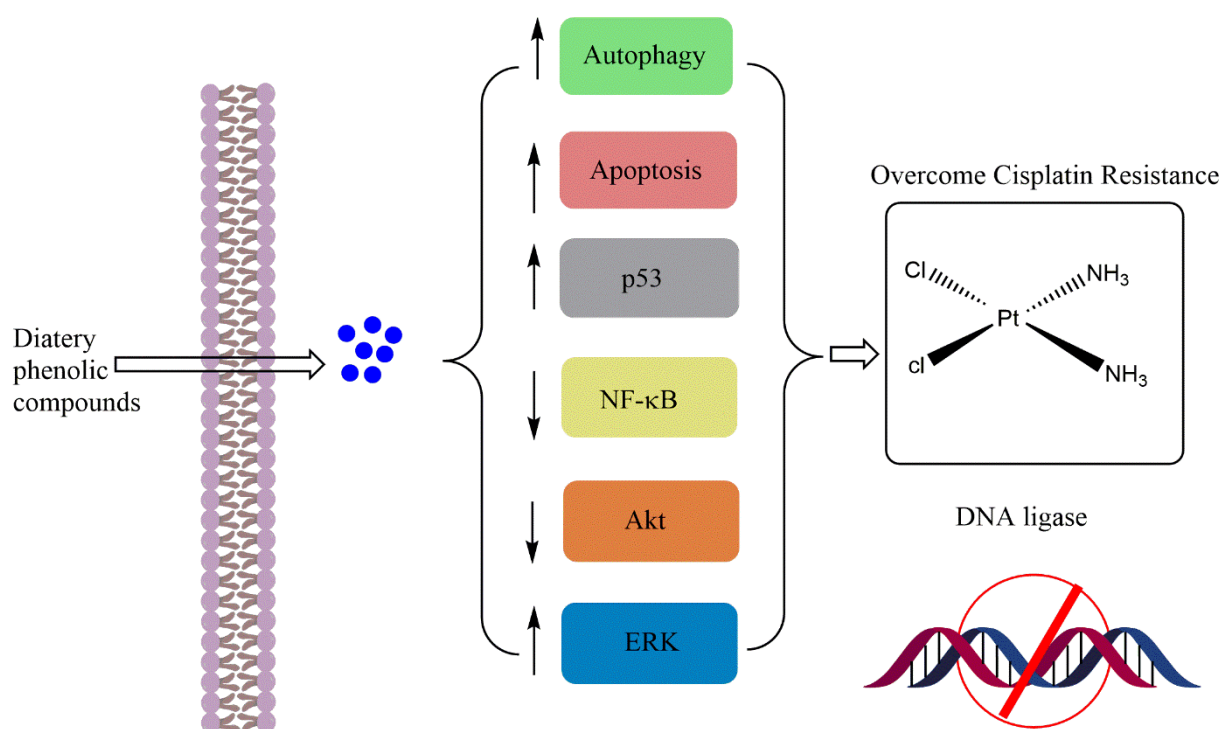 Diatery
phenolic
compounds
Autophagy
Apoptosis
p53
NF-κB
Akt
ERK
Overcome Cisplatin Resistance
Cl
NH3
Pt
cl
NH3
DNA ligase